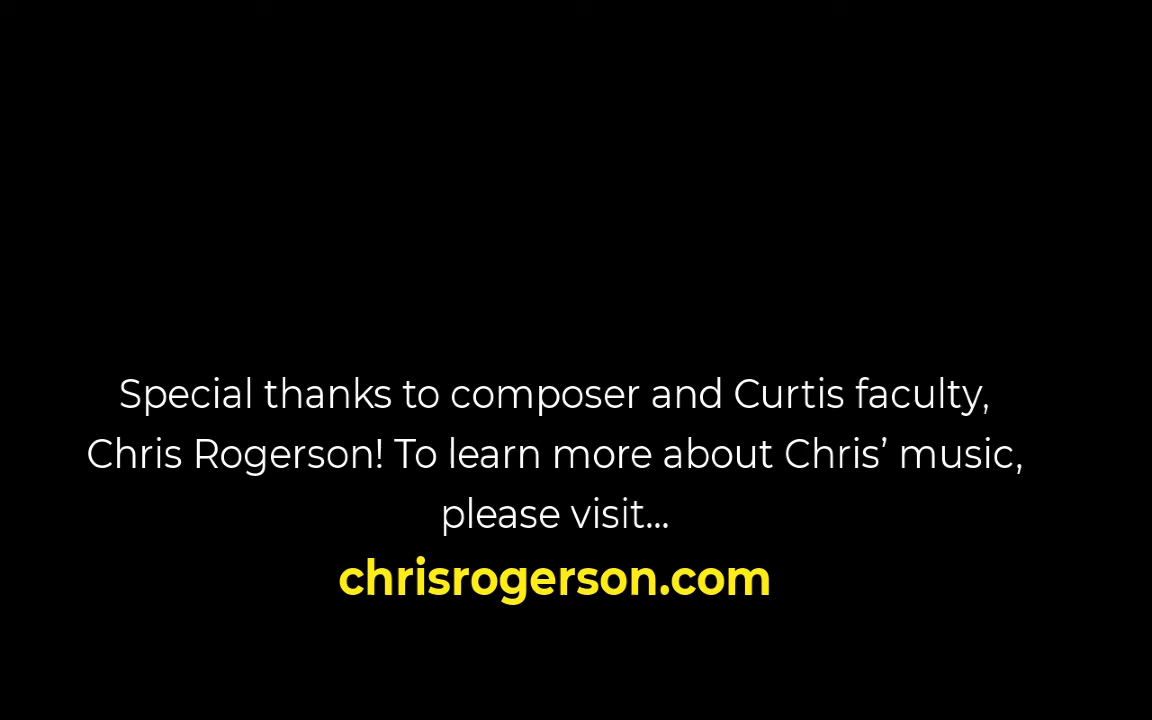 Special thanks to composer and Curtis faculty,
Chris Rogerson! To learn more about Chris’ music,
please visit...
chrisrogerson.com